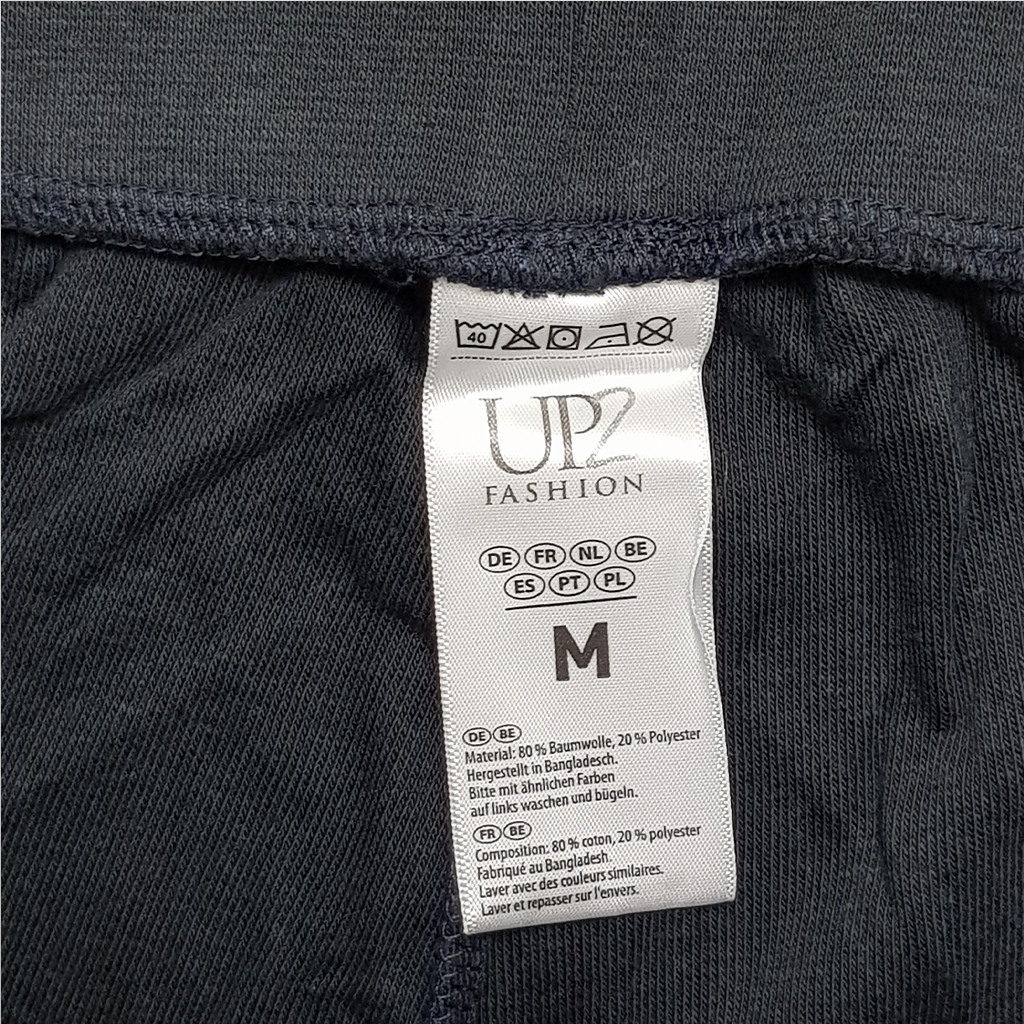 40
UP2
FASHION
DE FR NL BE
ES PT PL
M
DE BE
Material: 80 % Baumwolle, 20 % Polyester
Hergestellt in Bangladesch.
Bitte mit ähnlichen Farben
auf links waschen und bügeln.
FR BE
Composition: 80 % coton, 20 % polyester
Fabriqué au Bangladesh.
Laver avec des couleurs similaires.
Laver et repasser sur l'envers.